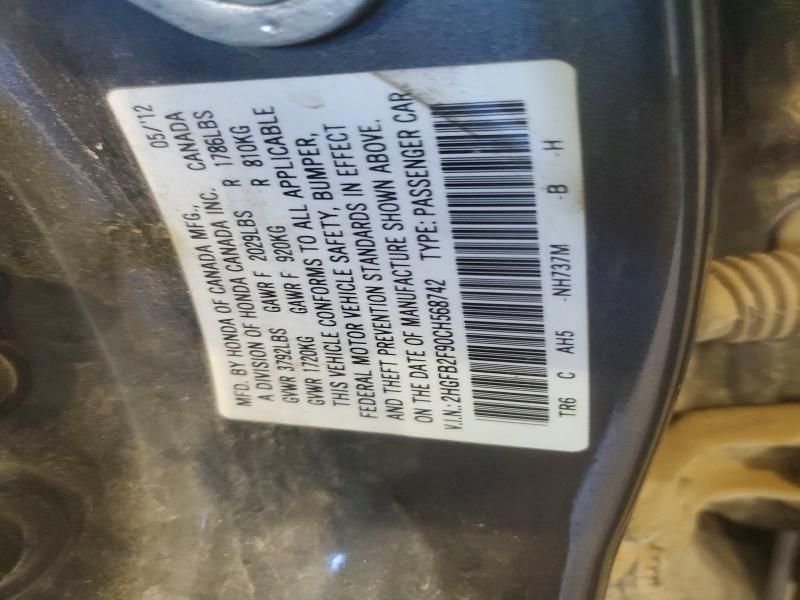 MFD. BY HONDA OF CANADA MFG., 05/12
A DIVISION OF HONDA CANADA INC. CANADA
GVWR 3792LBS GAWR F 2029LBS R 1786LBS
GVWR 1720KG GAWR F 920KG R 810KG
THIS VEHICLE CONFORMS TO ALL APPLICABLE
FEDERAL MOTOR VEHICLE SAFETY, BUMPER,
AND THEFT PREVENTION STANDARDS IN EFFECT
ON THE DATE OF MANUFACTURE SHOWN ABOVE.
V.I.N: 2HGFB2F90CH568742 TYPE: PASSENGER CAR
TR6 C AH5 -NH737M -B -H